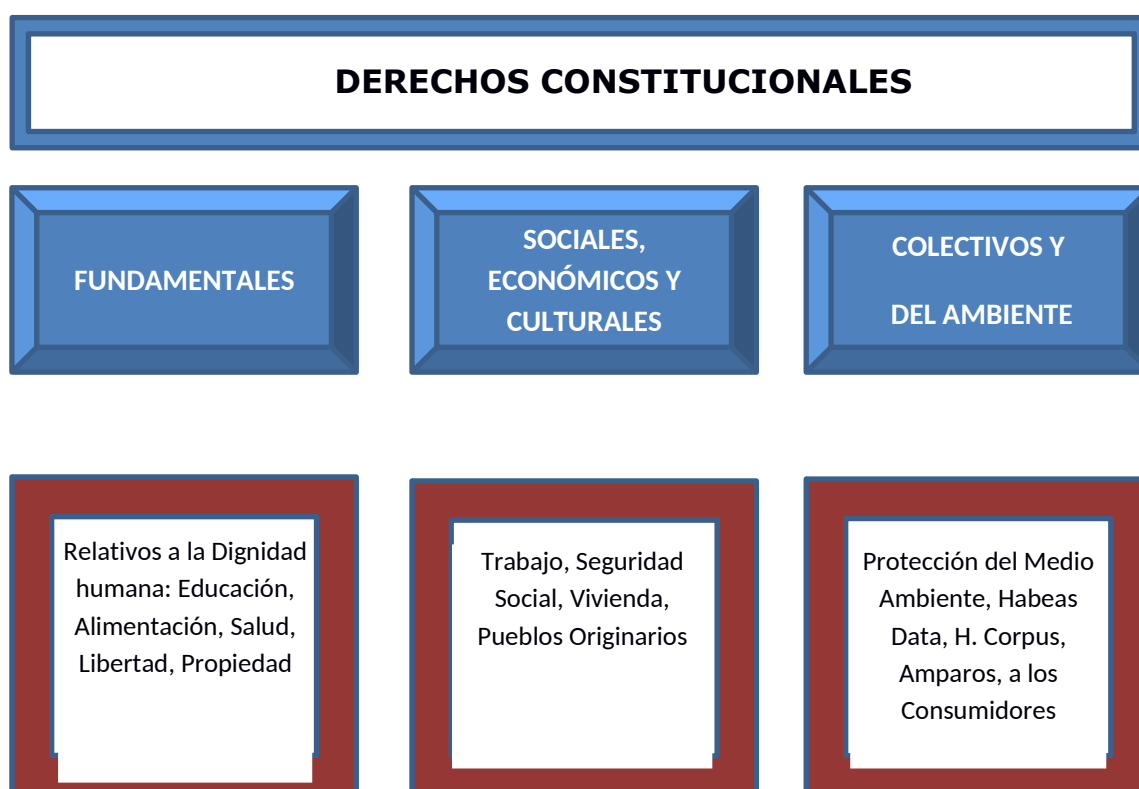 DERECHOS CONSTITUCIONALES
FUNDAMENTALES
SOCIALES,
ECONÓMICOS Y
CULTURALES
COLECTIVOS Y
DEL AMBIENTE
Relativos a la Dignidad
humana: Educación,
Alimentación, Salud,
Libertad, Propiedad
Trabajo, Seguridad
Social, Vivienda,
Pueblos Originarios
Protección del Medio
Ambiente, Habeas
Data, H. Corpus,
Amparos, a los
Consumidores